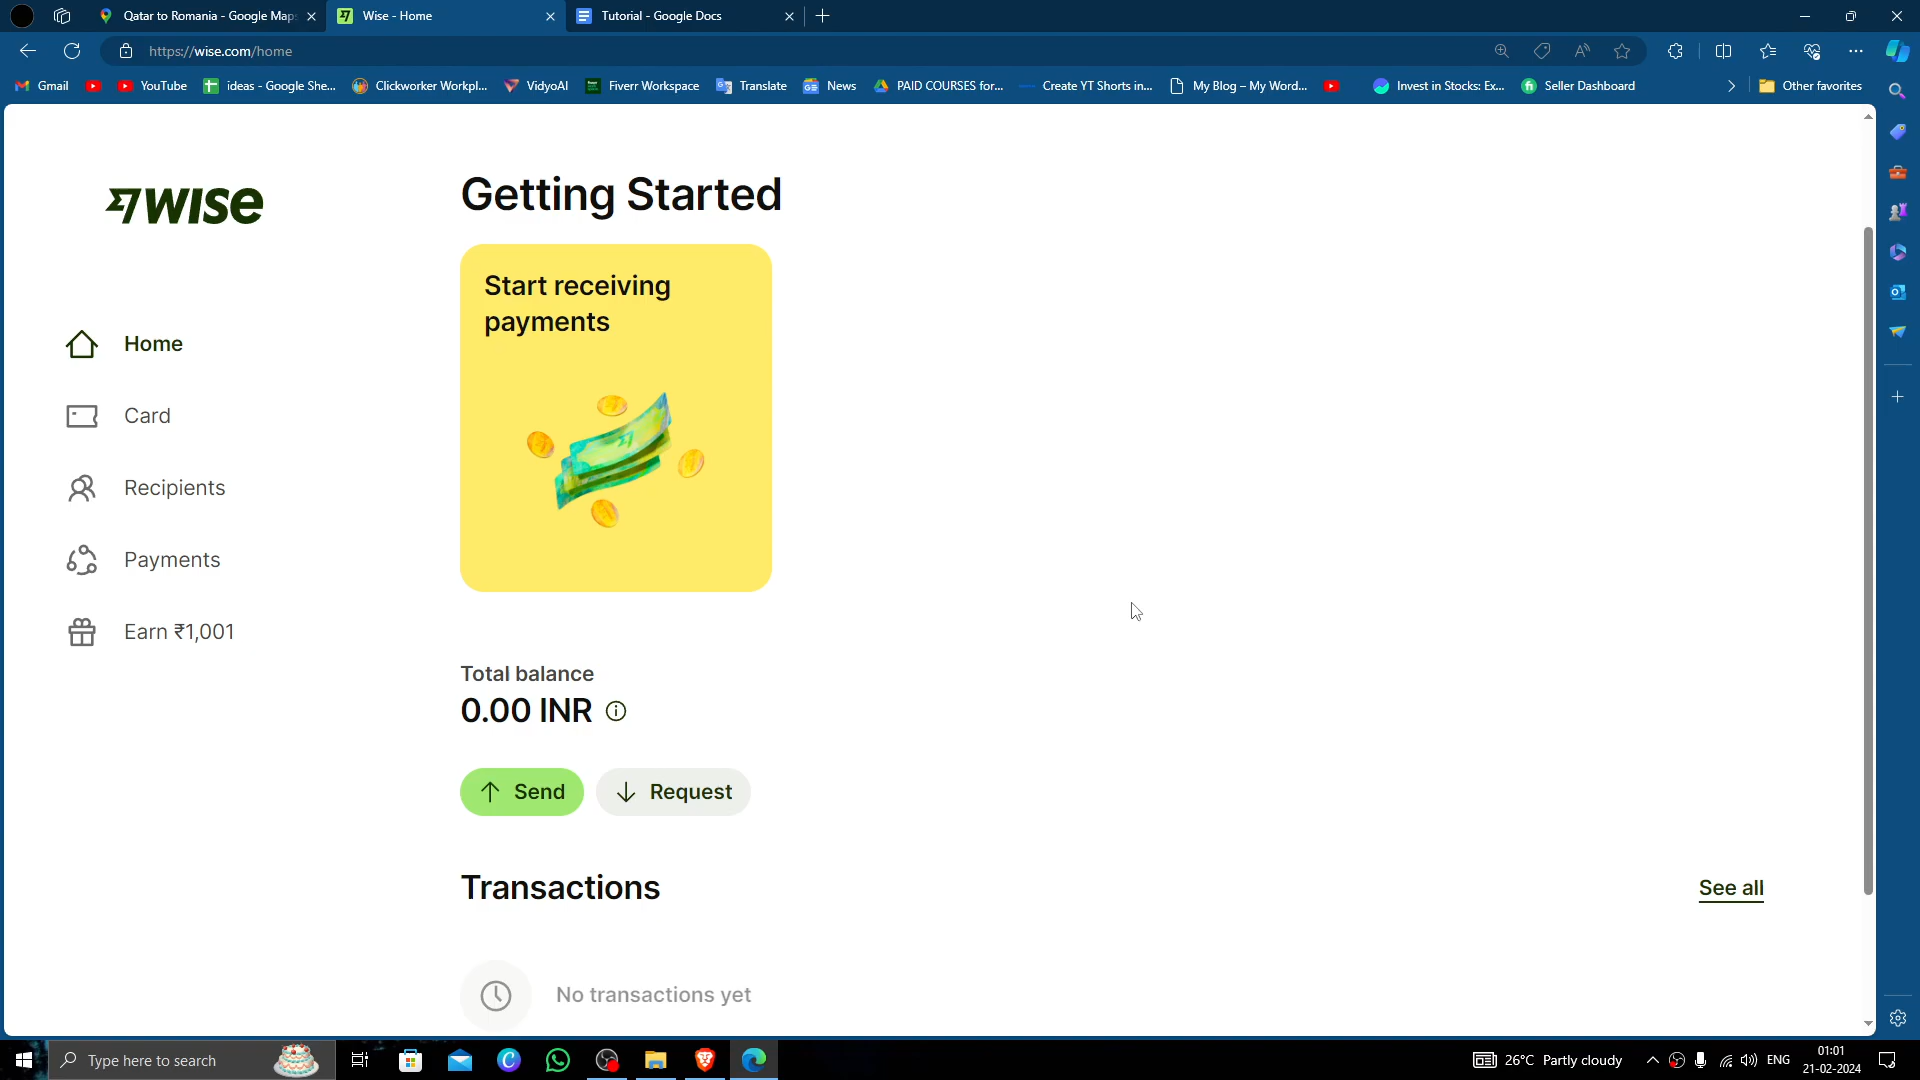 Qatar to Romania - Google Map
Wise - Home
Tutorial - Google Docs
https://wise.com/home
Gmail
YouTube
ideas - Google She...
Clickworker Workpl...
VidyoAI
Fiverr Workspace
Translate
News
PAID COURSES for...
Create YT Shorts in...
My Blog – My Word...
Invest in Stocks: Ex...
Seller Dashboard
Other favorites
WISE
Home
Card
Recipients
Payments
Earn ₹1,001
Getting Started
Start receiving
payments
Total balance
0.00 INR
Send
Request
Transactions
See all
No transactions yet
Type here to search
26°C Partly cloudy
ENG
01:01
21-02-2024